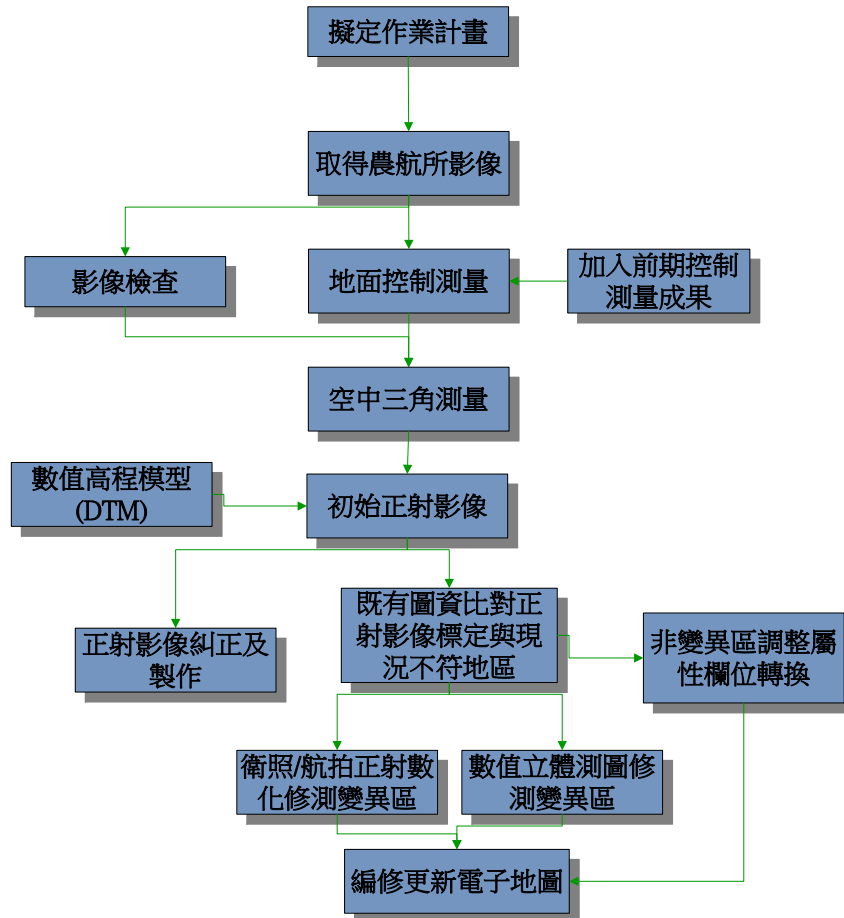 擬定作業計畫
取得農航所影像
影像檢查
地面控制測量
加入前期控制
測量成果
空中三角測量
數值高程模型
(DTM)
初始正射影像
正射影像糾正及
製作
既有圖資比對正
射影像標定與現
況不符地區
非變異區調整屬
性欄位轉換
衛照/航拍正射數
化修測變異區
數值立體測圖修
測變異區
編修更新電子地圖